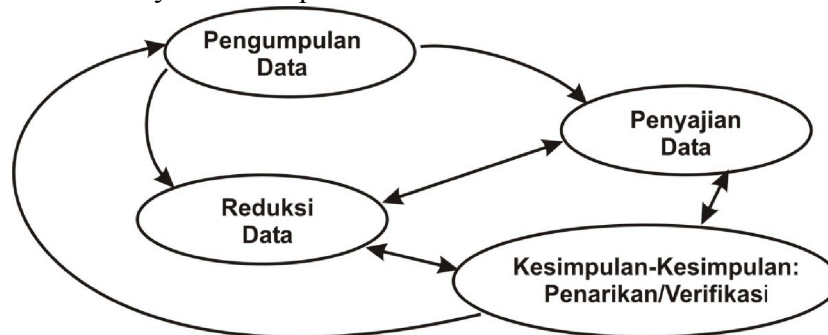 Pengumpulan
Data
Penyajian
Data
Reduksi
Data
Kesimpulan-Kesimpulan:
Penarikan/Verifikasi